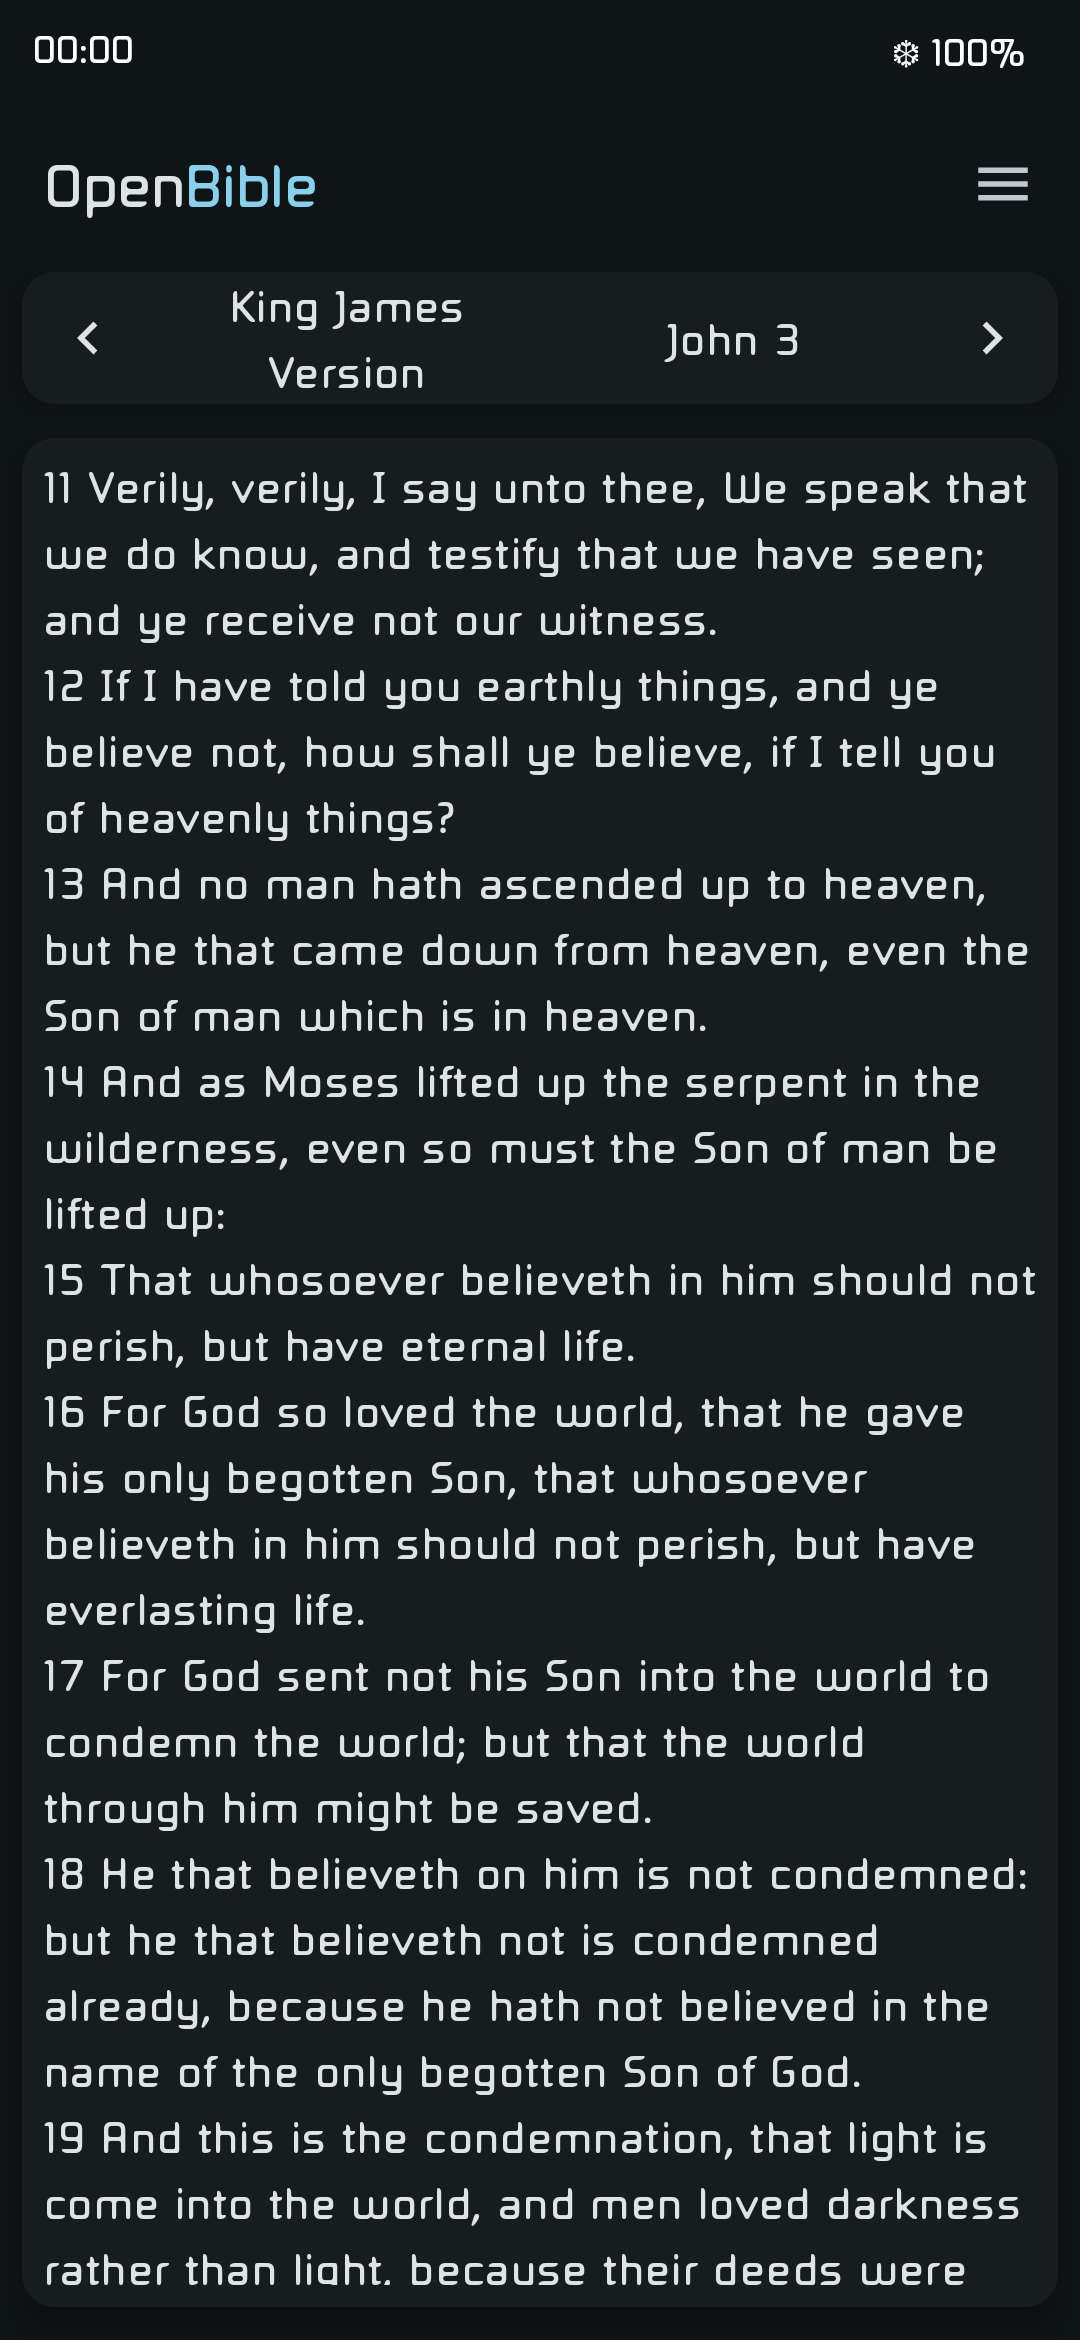 00:00
❄ 100%
OpenBible
King James
Version
John 3
11 Verily, verily, I say unto thee, We speak that
we do know, and testify that we have seen;
and ye receive not our witness.
12 If I have told you earthly things, and ye
believe not, how shall ye believe, if I tell you
of heavenly things?
13 And no man hath ascended up to heaven,
but he that came down from heaven, even the
Son of man which is in heaven.
14 And as Moses lifted up the serpent in the
wilderness, even so must the Son of man be
lifted up:
15 That whosoever believeth in him should not
perish, but have eternal life.
16 For God so loved the world, that he gave
his only begotten Son, that whosoever
believeth in him should not perish, but have
everlasting life.
17 For God sent not his Son into the world to
condemn the world; but that the world
through him might be saved.
18 He that believeth on him is not condemned:
but he that believeth not is condemned
already, because he hath not believed in the
name of the only begotten Son of God.
19 And this is the condemnation, that light is
come into the world, and men loved darkness
rather than light, because their deeds were